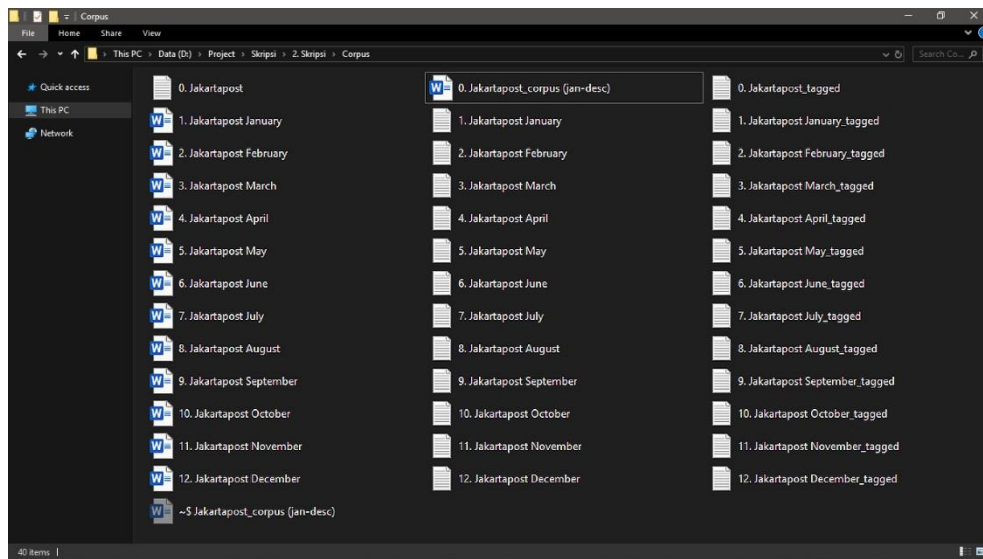 Corpus
File Home Share View
This PC > Data (D:) > Project > Skripsi > 2. Skripsi > Corpus
Search Co...
Quick access
This PC
Network
0. Jakartapost
0. Jakartapost_corpus (jan-desc)
0. Jakartapost_tagged
1. Jakartapost January
1. Jakartapost January
1. Jakartapost January_tagged
2. Jakartapost February
2. Jakartapost February
2. Jakartapost February_tagged
3. Jakartapost March
3. Jakartapost March
3. Jakartapost March_tagged
4. Jakartapost April
4. Jakartapost April
4. Jakartapost April_tagged
5. Jakartapost May
5. Jakartapost May
5. Jakartapost May_tagged
6. Jakartapost June
6. Jakartapost June
6. Jakartapost June_tagged
7. Jakartapost July
7. Jakartapost July
7. Jakartapost July_tagged
8. Jakartapost August
8. Jakartapost August
8. Jakartapost August_tagged
9. Jakartapost September
9. Jakartapost September
9. Jakartapost September_tagged
10. Jakartapost October
10. Jakartapost October
10. Jakartapost October_tagged
11. Jakartapost November
11. Jakartapost November
11. Jakartapost November_tagged
12. Jakartapost December
12. Jakartapost December
12. Jakartapost December_tagged
~$ Jakartapost_corpus (jan-desc)
40 items